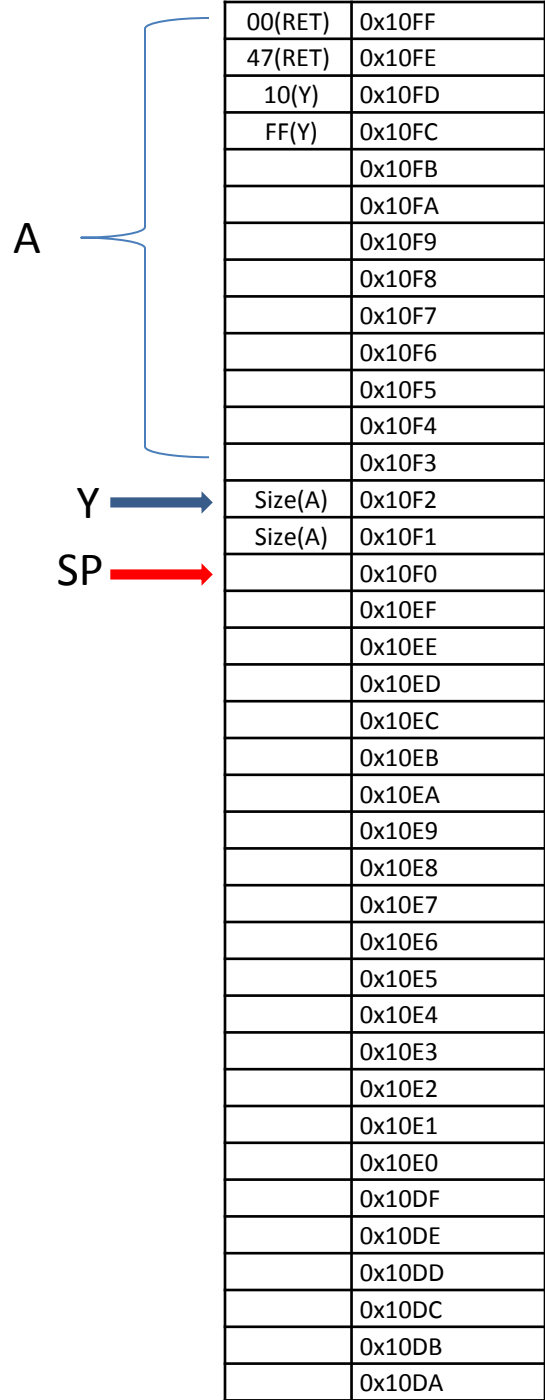 00(RET) 0x10FF
47(RET) 0x10FE
10(Y) 0x10FD
FF(Y) 0x10FC
0x10FB
0x10FA
A 0x10F9
0x10F8
0x10F7
0x10F6
0x10F5
0x10F4
0x10F3
Y Size(A) 0x10F2
Size(A) 0x10F1
SP 0x10F0
0x10EF
0x10EE
0x10ED
0x10EC
0x10EB
0x10EA
0x10E9
0x10E8
0x10E7
0x10E6
0x10E5
0x10E4
0x10E3
0x10E2
0x10E1
0x10E0
0x10DF
0x10DE
0x10DD
0x10DC
0x10DB
0x10DA